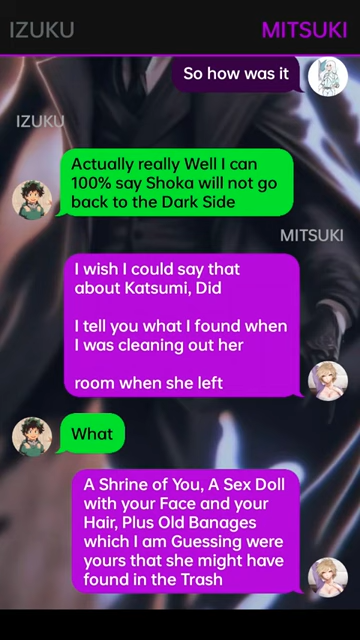 IZUKU
MITSUKI
So how was it
IZUKU
Actually really Well I can
100% say Shoka will not go
back to the Dark Side
MITSUKI
I wish I could say that
about Katsumi, Did
I tell you what I found when
I was cleaning out her
room when she left
What
A Shrine of You, A Sex Doll
with your Face and your
Hair, Plus Old Banages
which I am Guessing were
yours that she might have
found in the Trash